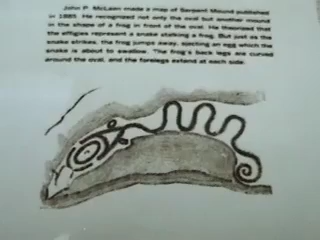 John P. McLean made a map of Serpent Mound published
in 1885. He recognized not only the oval but another mound
in the shape of a frog in front of the oval. He theorized that
the effigies represent a snake stalking a frog. But just as the
snake strikes, the frog jumps away, ejecting an egg which the
snake is about to swallow. The frog's back legs are curved
around the oval, and the forelegs extend at each side.